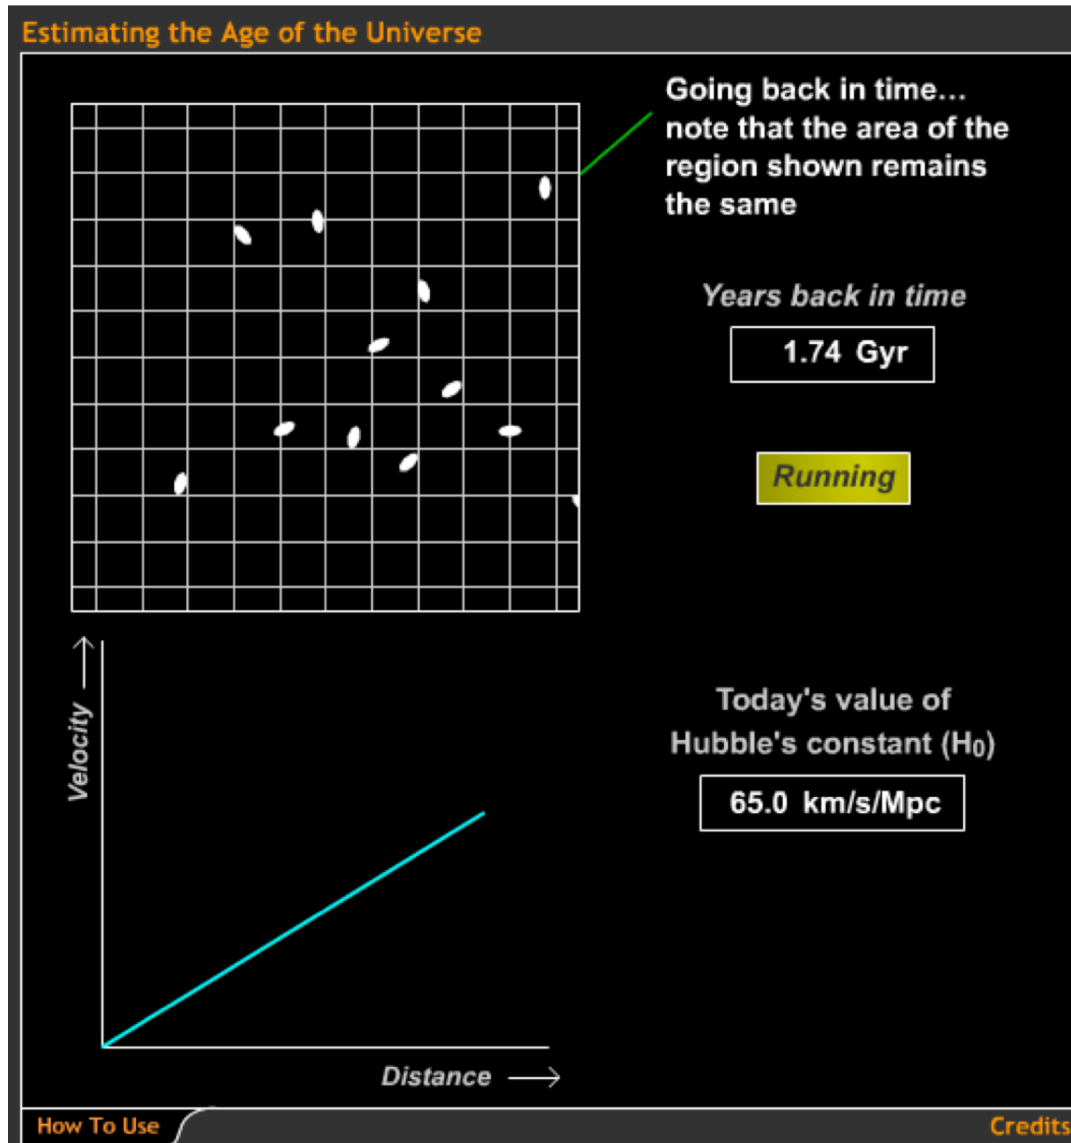 Estimating the Age of the Universe
Going back in time...
note that the area of the
region shown remains
the same
Years back in time
1.74 Gyr
Running
Velocity
Today's value of
Hubble's constant (H₀)
65.0 km/s/Mpc
Distance
How To Use
Credits